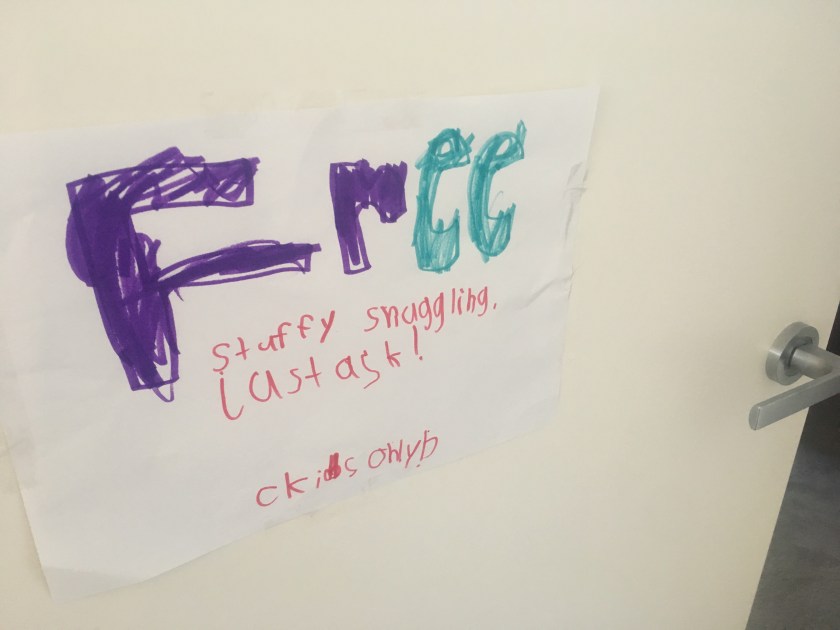 Free
stuffy snuggling.
Just ask!
(kids only)